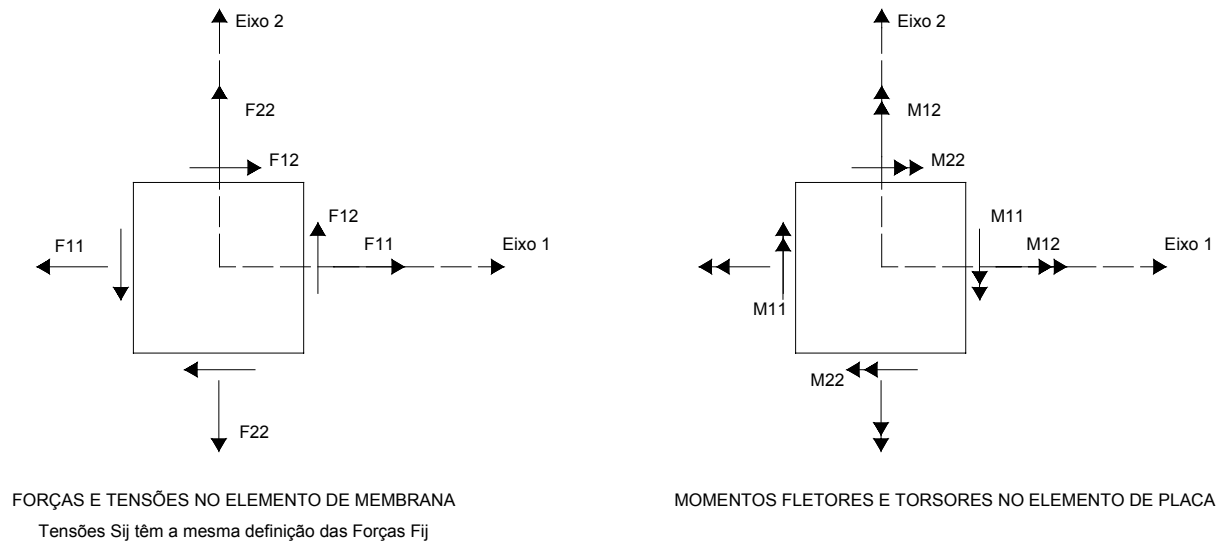 Eixo 2
F22
F12
F12
F11
F11
Eixo 1
F22
FORÇAS E TENSÕES NO ELEMENTO DE MEMBRANA
Tensões Sij têm a mesma definição das Forças Fij
Eixo 2
M12
M22
M11
M12
Eixo 1
M11
M22
MOMENTOS FLETORES E TORSORES NO ELEMENTO DE PLACA